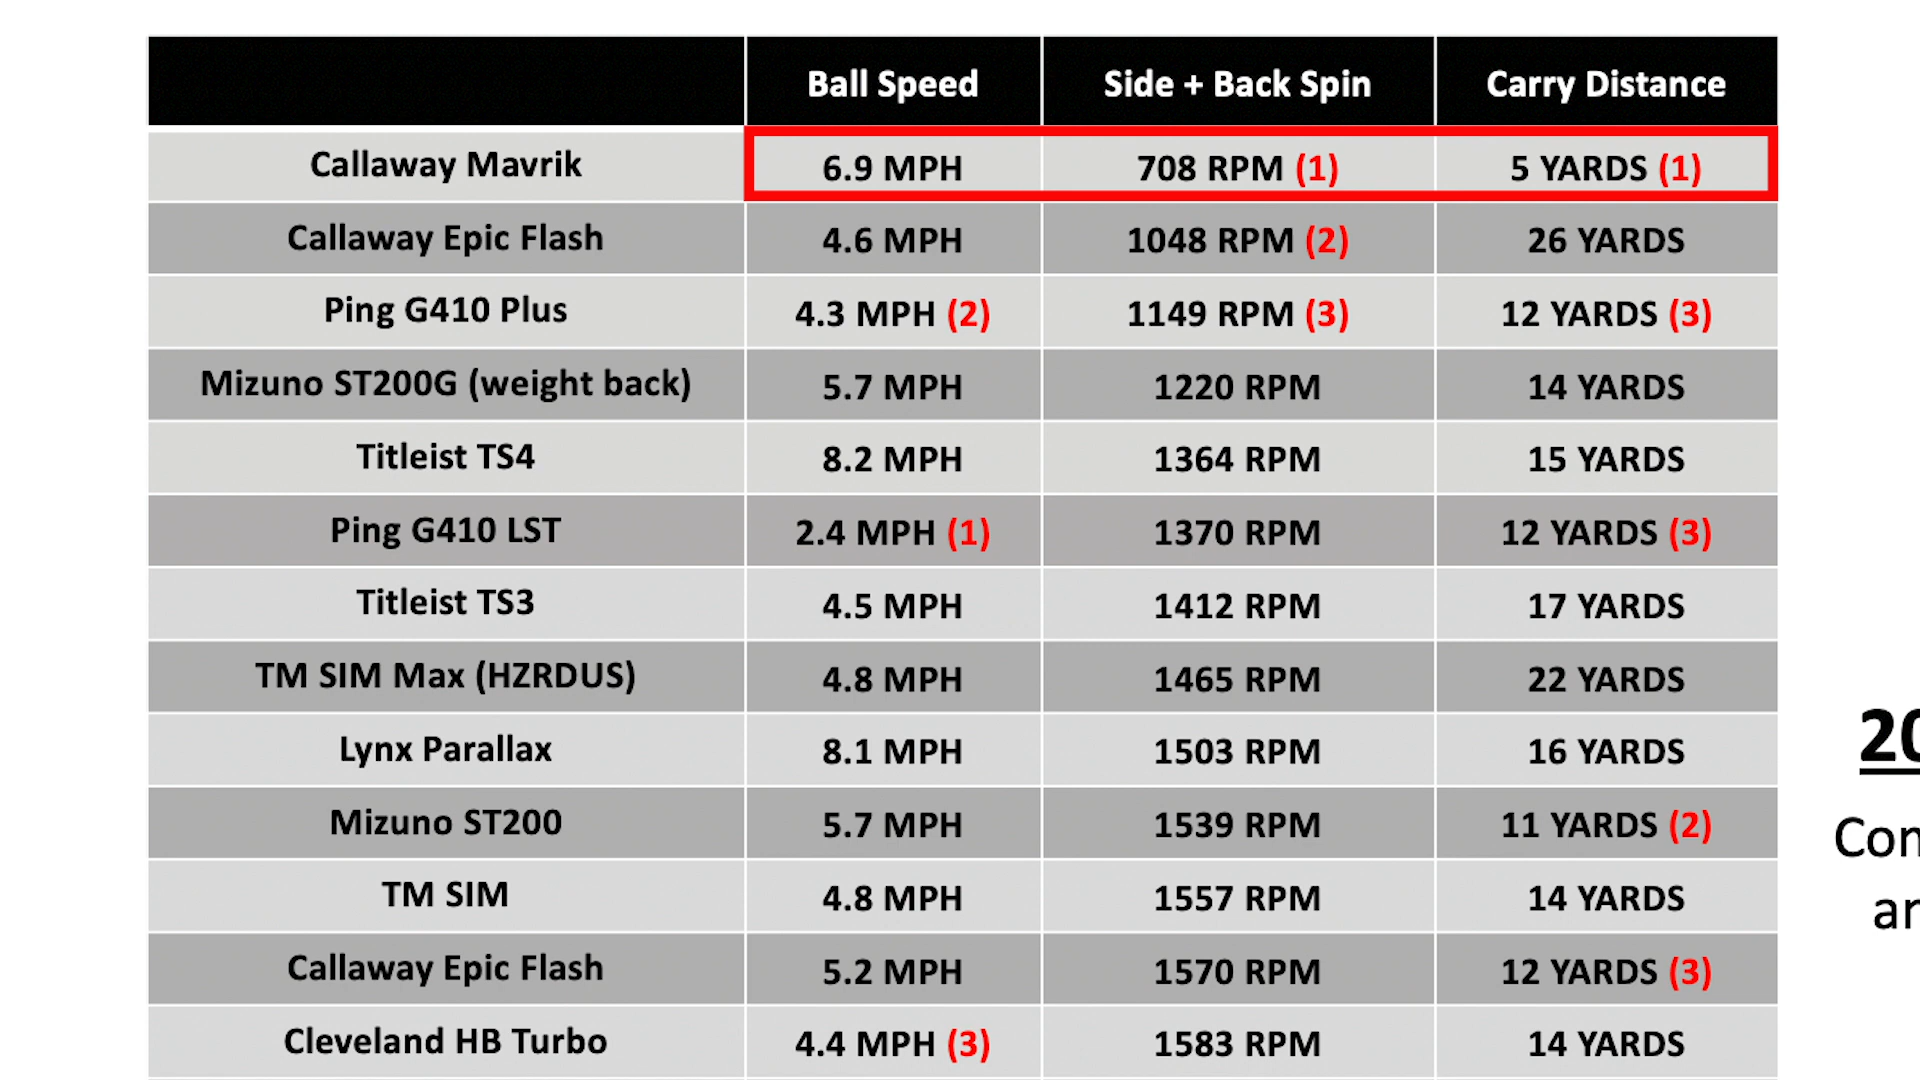 Ball Speed Side + Back Spin Carry Distance
Callaway Mavrik 6.9 MPH 708 RPM (1) 5 YARDS (1)
Callaway Epic Flash 4.6 MPH 1048 RPM (2) 26 YARDS
Ping G410 Plus 4.3 MPH (2) 1149 RPM (3) 12 YARDS (3)
Mizuno ST200G (weight back) 5.7 MPH 1220 RPM 14 YARDS
Titleist TS4 8.2 MPH 1364 RPM 15 YARDS
Ping G410 LST 2.4 MPH (1) 1370 RPM 12 YARDS (3)
Titleist TS3 4.5 MPH 1412 RPM 17 YARDS
TM SIM Max (HZRDUS) 4.8 MPH 1465 RPM 22 YARDS
Lynx Parallax 8.1 MPH 1503 RPM 16 YARDS
Mizuno ST200 5.7 MPH 1539 RPM 11 YARDS (2)
TM SIM 4.8 MPH 1557 RPM 14 YARDS
Callaway Epic Flash 5.2 MPH 1570 RPM 12 YARDS (3)
Cleveland HB Turbo 4.4 MPH (3) 1583 RPM 14 YARDS